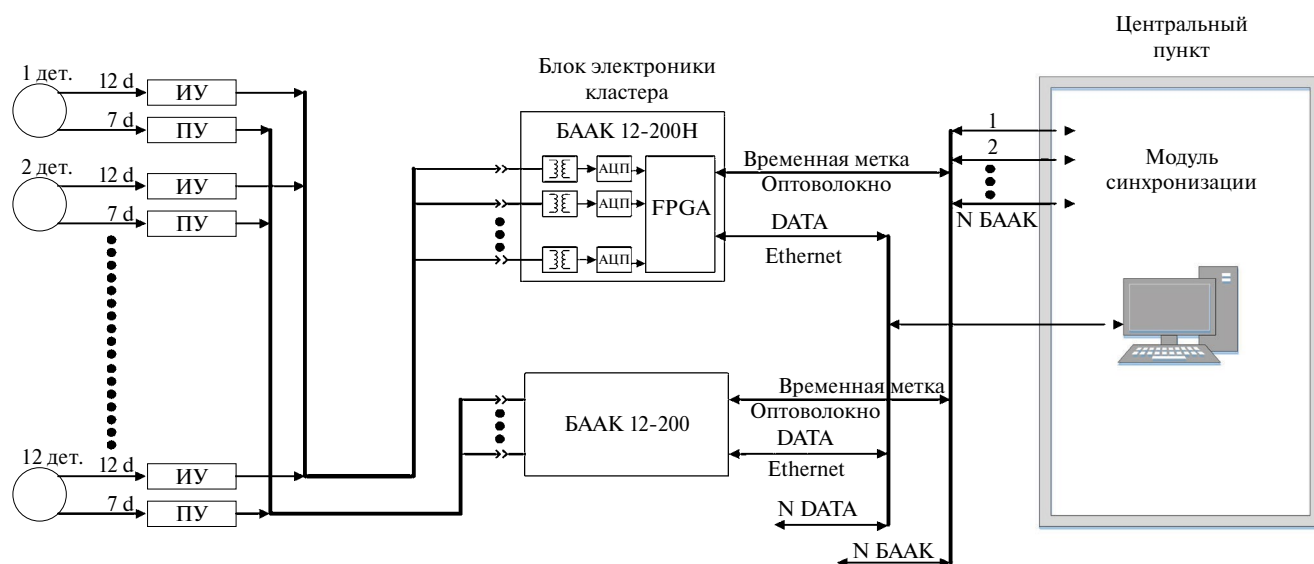 Центральный
пункт
Блок электроники
кластера
1 дет.
12 d
ИУ
7 d
ПУ
2 дет.
12 d
ИУ
7 d
ПУ
12 дет.
12 d
ИУ
7 d
ПУ
БААК 12-200Н
АЦП
АЦП
АЦП
FPGA
Временная метка
Оптоволокно
DATA
Ethernet
БААК 12-200
Временная метка
Оптоволокно
DATA
Ethernet
N DATA
N БААК
1
2
N БААК
Модуль
синхронизации